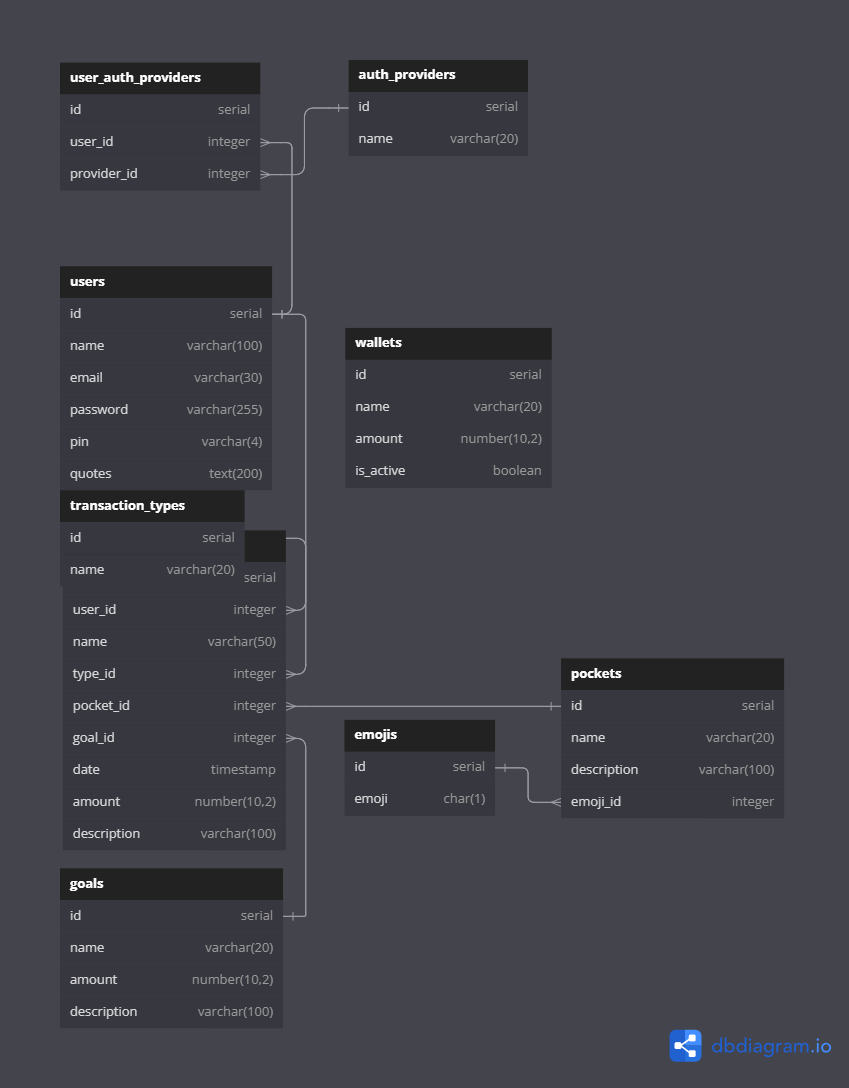 user_auth_providers
id serial
user_id integer
provider_id integer
auth_providers
id serial
name varchar(20)
users
id serial
name varchar(100)
email varchar(30)
password varchar(255)
pin varchar(4)
quotes text(200)
wallets
id serial
name varchar(20)
amount number(10,2)
is_active boolean
transaction_types
id serial
name varchar(20)
serial
user_id integer
name varchar(50)
type_id integer
pocket_id integer
goal_id integer
date timestamp
amount number(10,2)
description varchar(100)
pockets
id serial
name varchar(20)
description varchar(100)
emoji_id integer
emojis
id serial
emoji char(1)
goals
id serial
name varchar(20)
amount number(10,2)
description varchar(100)
dbdiagram.io